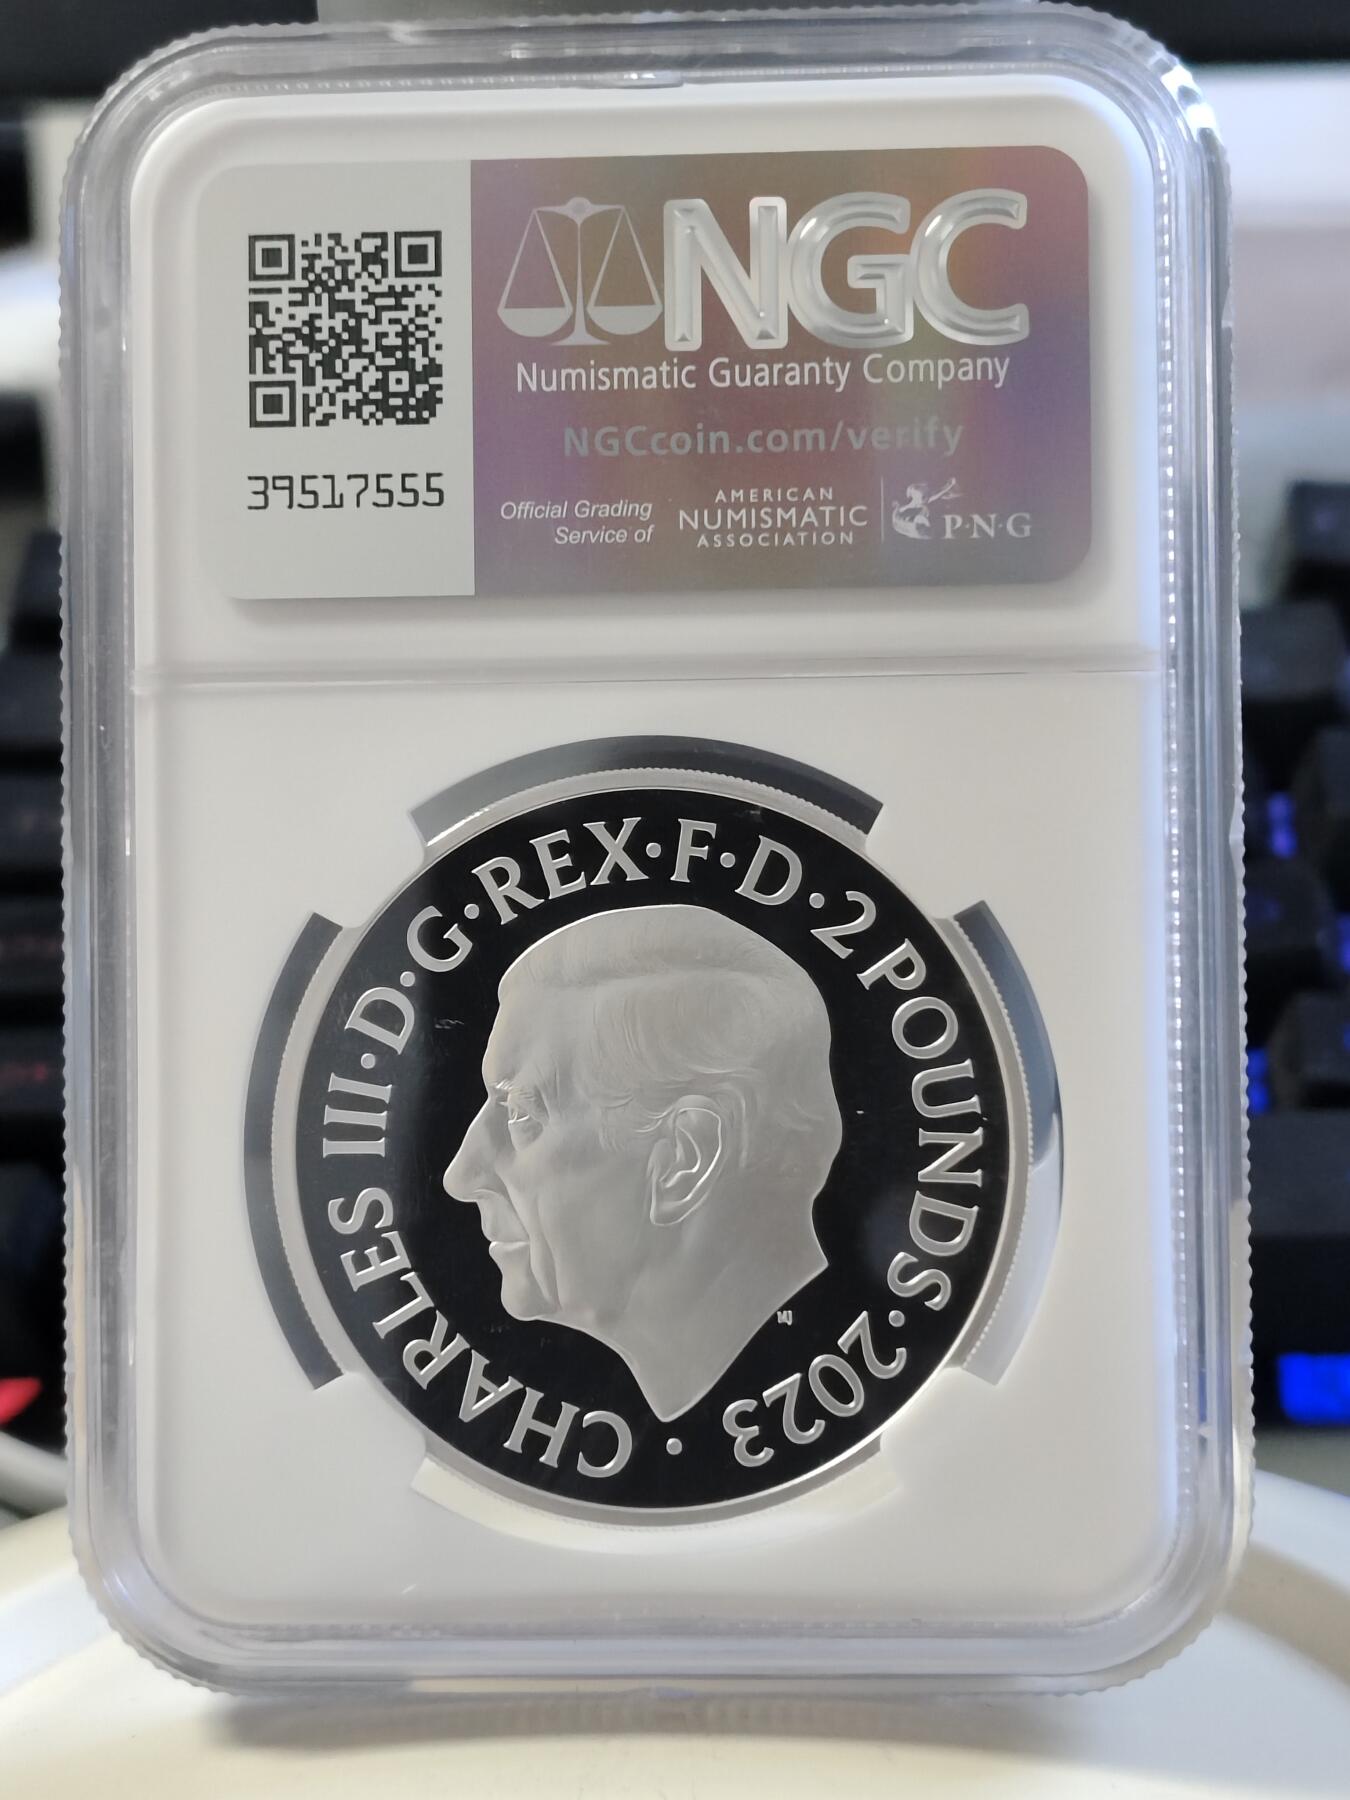 NGC
Numismatic Guaranty Company
NGCcoin.com/verify
39517555
Official Grading
Service of
AMERICAN
NUMISMATIC
ASSOCIATION
P·N·G
CHARLES III·D·G·REX·F·D·2 POUNDS·2023·
MJ